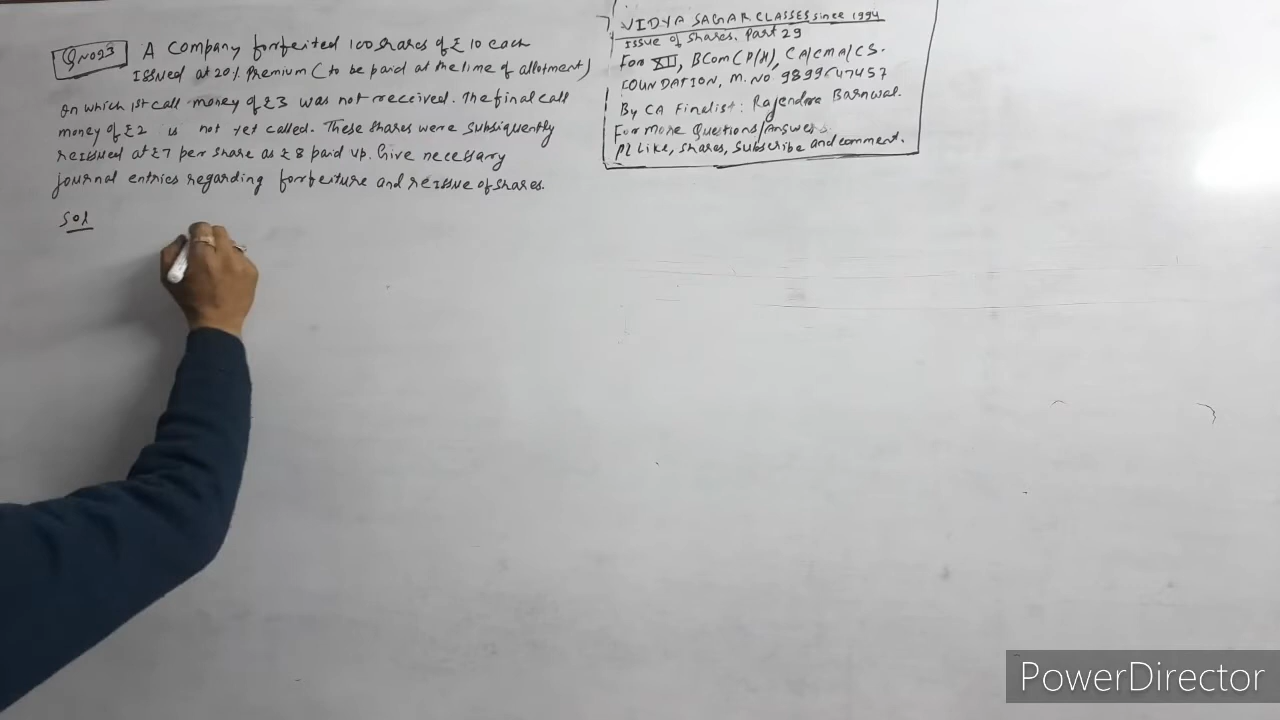 Q No 23 A company forfeited 100 shares of ₹ 10 each
issued at 20% premium (to be paid at the time of allotment)
on which 1st call money of ₹3 was not received. The final call
money of ₹2 is not yet called. These shares were subsiquently
reissued at ₹7 per share as ₹8 paid up. Give necessary
journal entries regarding forfeiture and reissue of shares.
Sol
VIDYA SAGAR CLASSES since 1994
Issue of shares. Part 29
For XII, BCom(P/H), CA/CMA/CS.
FOUNDATION, M. No
By CA Finalist: Rajendra Barnwal.
For more Questions/Answers
Pl Like, shares, subscribe and comment.
PowerDirector